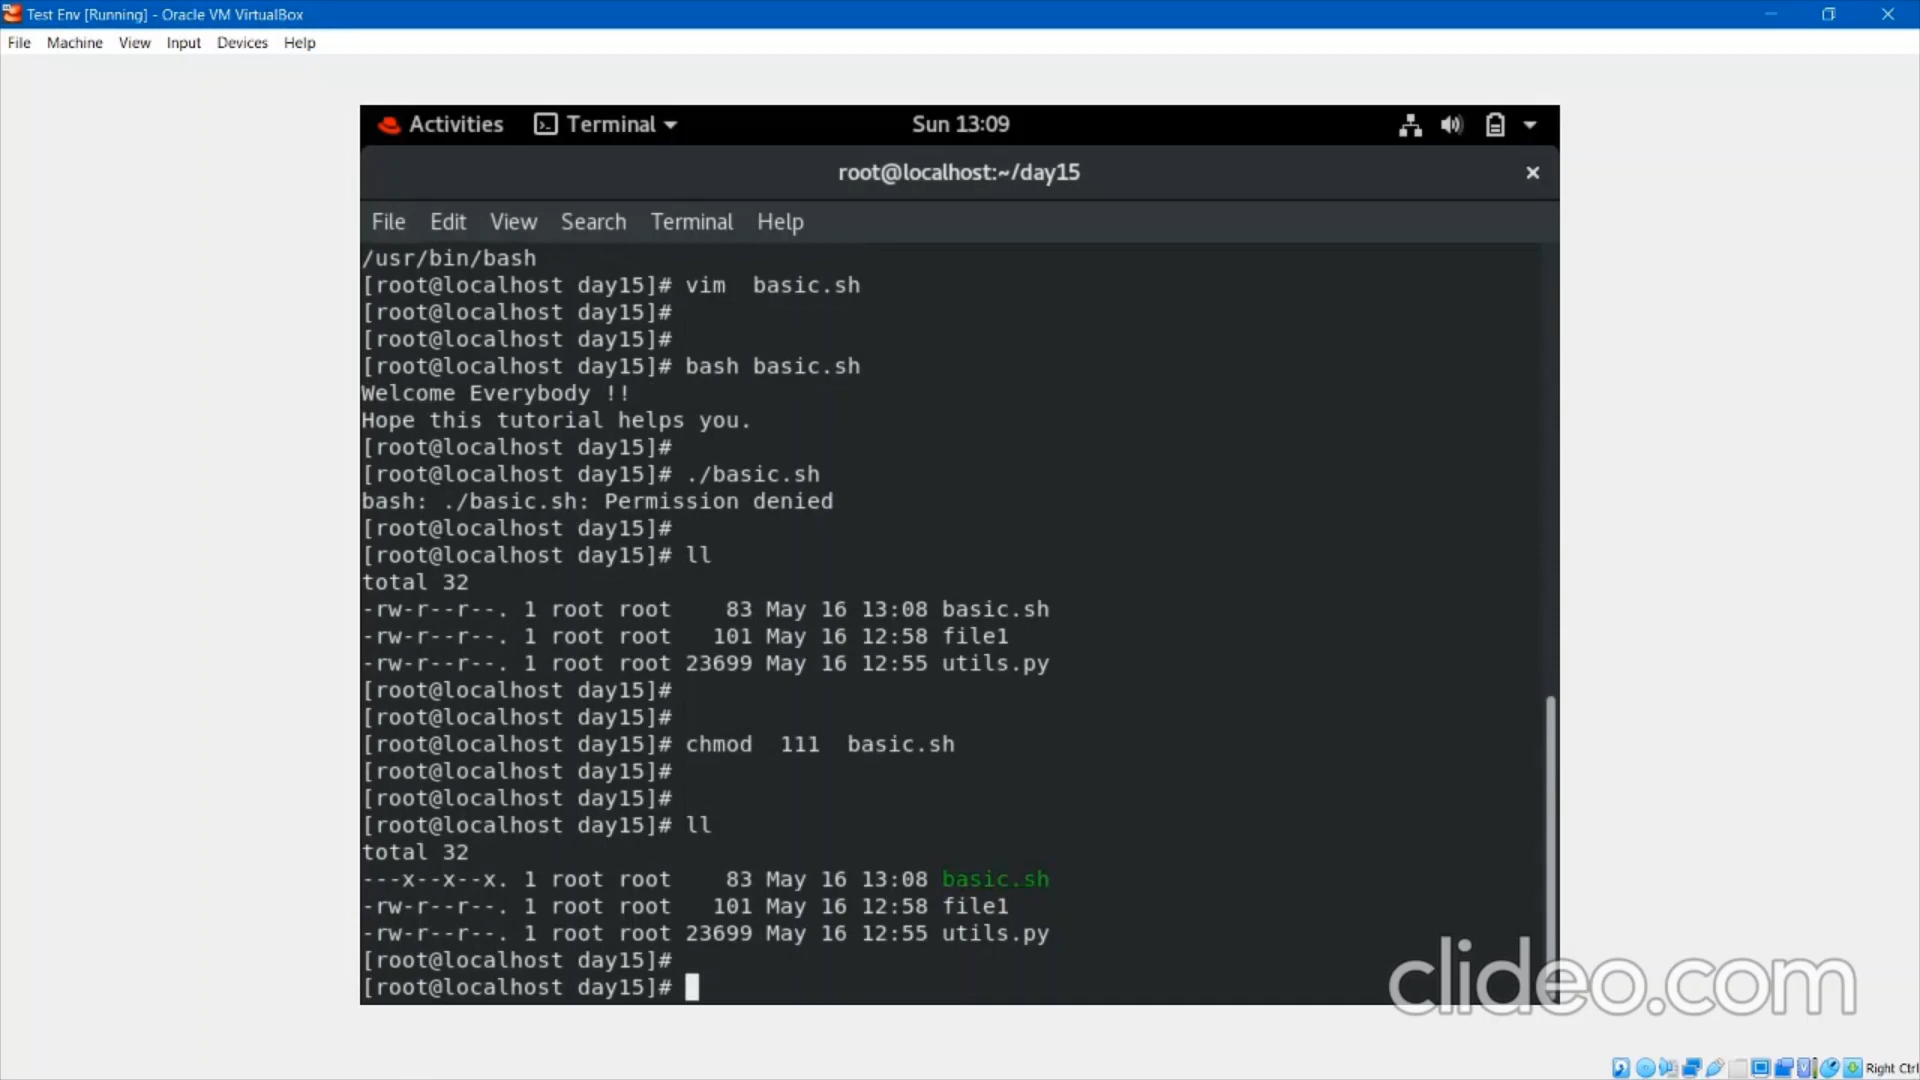 Test Env [Running] - Oracle VM VirtualBox
File Machine View Input Devices Help
Activities Terminal Sun 13:09
root@localhost:~/day15
File Edit View Search Terminal Help
/usr/bin/bash
[root@localhost day15]# vim  basic.sh
[root@localhost day15]#
[root@localhost day15]#
[root@localhost day15]# bash basic.sh
Welcome Everybody !!
Hope this tutorial helps you.
[root@localhost day15]#
[root@localhost day15]# ./basic.sh
bash: ./basic.sh: Permission denied
[root@localhost day15]#
[root@localhost day15]# ll
total 32
-rw-r--r--. 1 root root    83 May 16 13:08 basic.sh
-rw-r--r--. 1 root root   101 May 16 12:58 file1
-rw-r--r--. 1 root root 23699 May 16 12:55 utils.py
[root@localhost day15]#
[root@localhost day15]#
[root@localhost day15]# chmod  111  basic.sh
[root@localhost day15]#
[root@localhost day15]#
[root@localhost day15]# ll
total 32
---x--x--x. 1 root root    83 May 16 13:08 basic.sh
-rw-r--r--. 1 root root   101 May 16 12:58 file1
-rw-r--r--. 1 root root 23699 May 16 12:55 utils.py
[root@localhost day15]#
[root@localhost day15]#
clideo.com
Right Ctrl